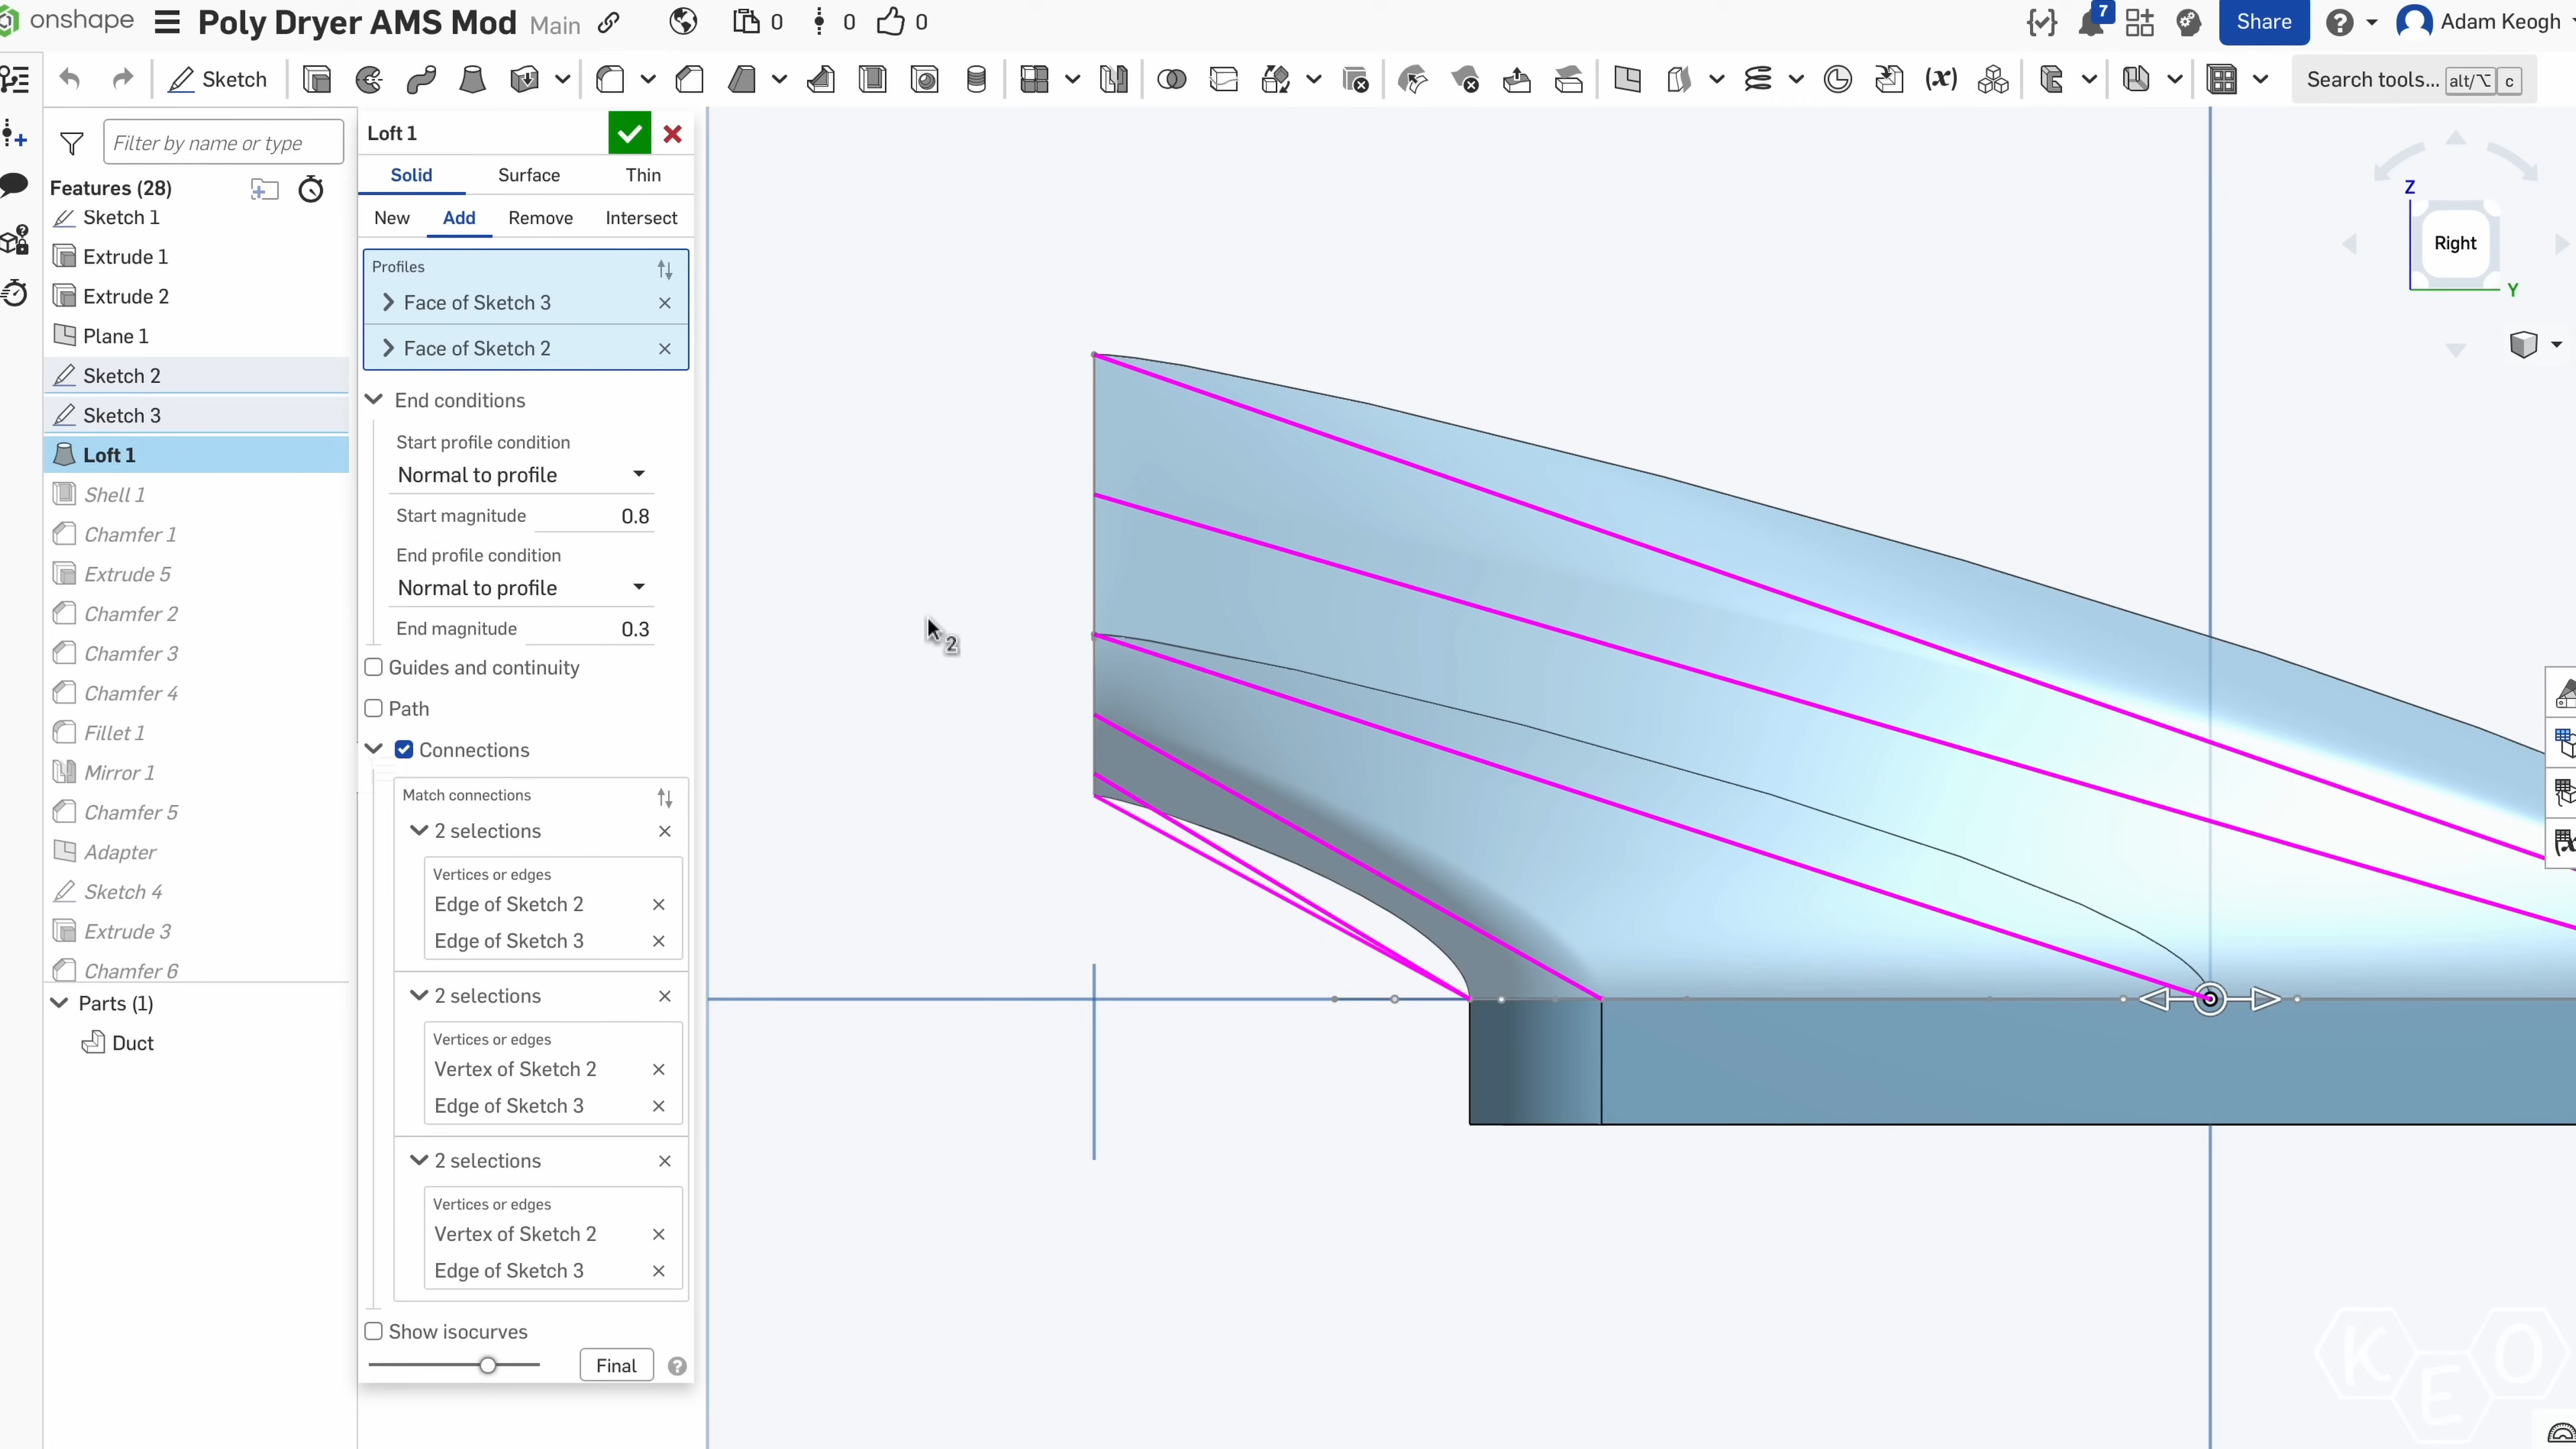 onshape
Poly Dryer AMS Mod
Main
0
0
0
7
Share
Adam Keogh
Sketch
(x)
Search tools... alt/⌥ c
Filter by name or type
Features (28)
Sketch 1
Extrude 1
Extrude 2
Plane 1
Sketch 2
Sketch 3
Loft 1
Shell 1
Chamfer 1
Extrude 5
Chamfer 2
Chamfer 3
Chamfer 4
Fillet 1
Mirror 1
Chamfer 5
Adapter
Sketch 4
Extrude 3
Chamfer 6
Parts (1)
Duct
Loft 1
Solid Surface Thin
New Add Remove Intersect
Profiles
Face of Sketch 3
Face of Sketch 2
End conditions
Start profile condition
Normal to profile
Start magnitude 0.8
End profile condition
Normal to profile
End magnitude 0.3
Guides and continuity
Path
Connections
Match connections
2 selections
Vertices or edges
Edge of Sketch 2
Edge of Sketch 3
2 selections
Vertices or edges
Vertex of Sketch 2
Edge of Sketch 3
2 selections
Vertices or edges
Vertex of Sketch 2
Edge of Sketch 3
Show isocurves
Final
2
Z
Right
Y
KEO